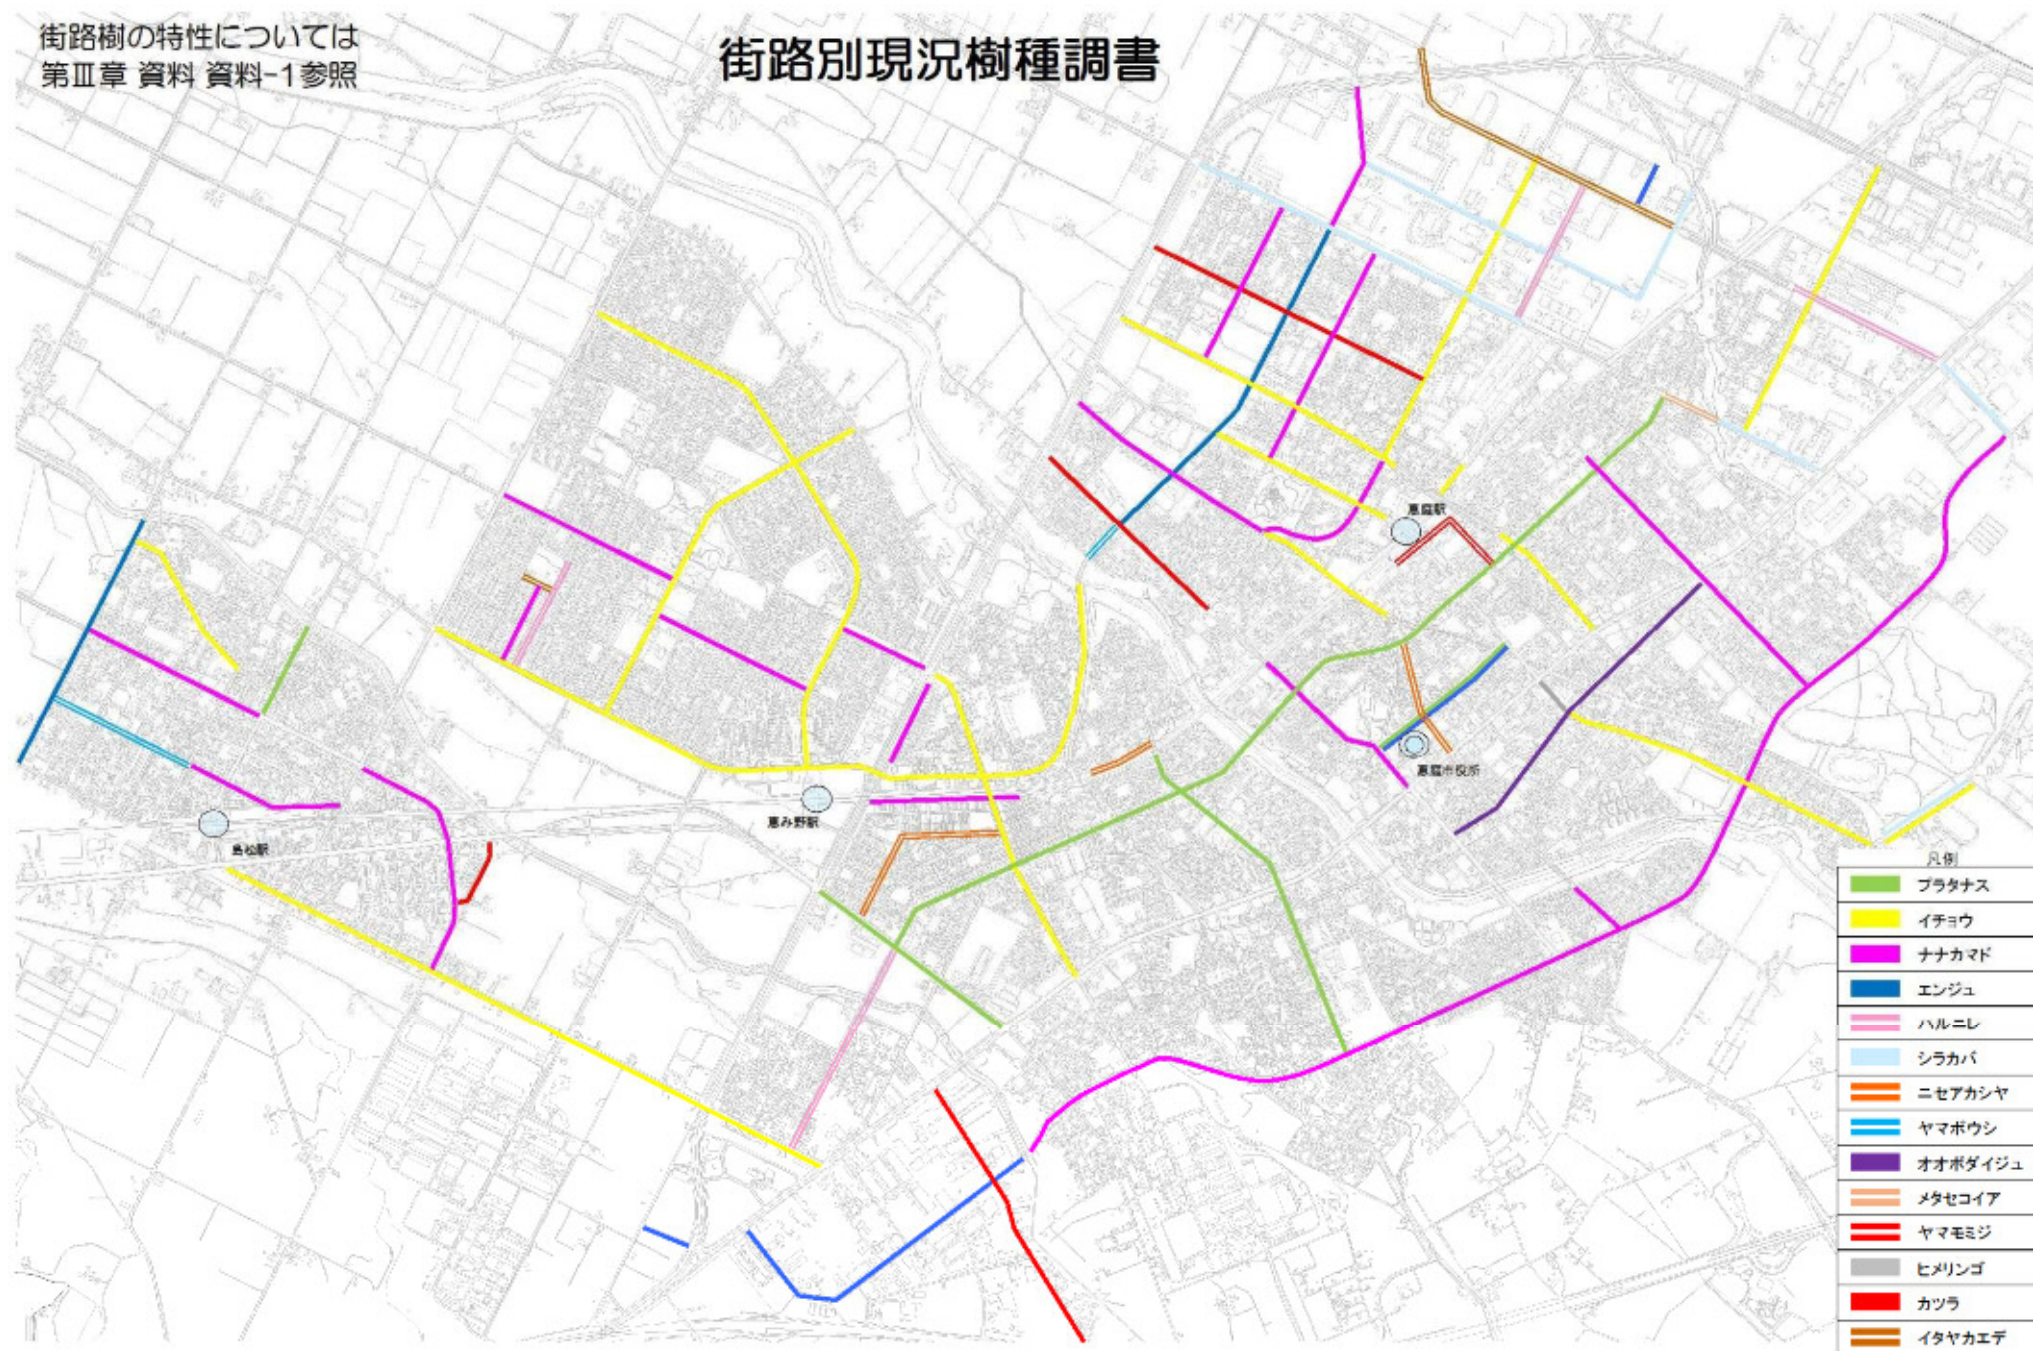 街路樹の特性については
第Ⅲ章 資料 資料-1参照
街路別現況樹種調書
恵庭駅
恵庭市役所
恵み野駅
島松駅
凡例
プラタナス
イチョウ
ナナカマド
エンジュ
ハルニレ
シラカバ
ニセアカシヤ
ヤマボウシ
オオボダイジュ
メタセコイア
ヤマモミジ
ヒメリンゴ
カツラ
イタヤカエデ